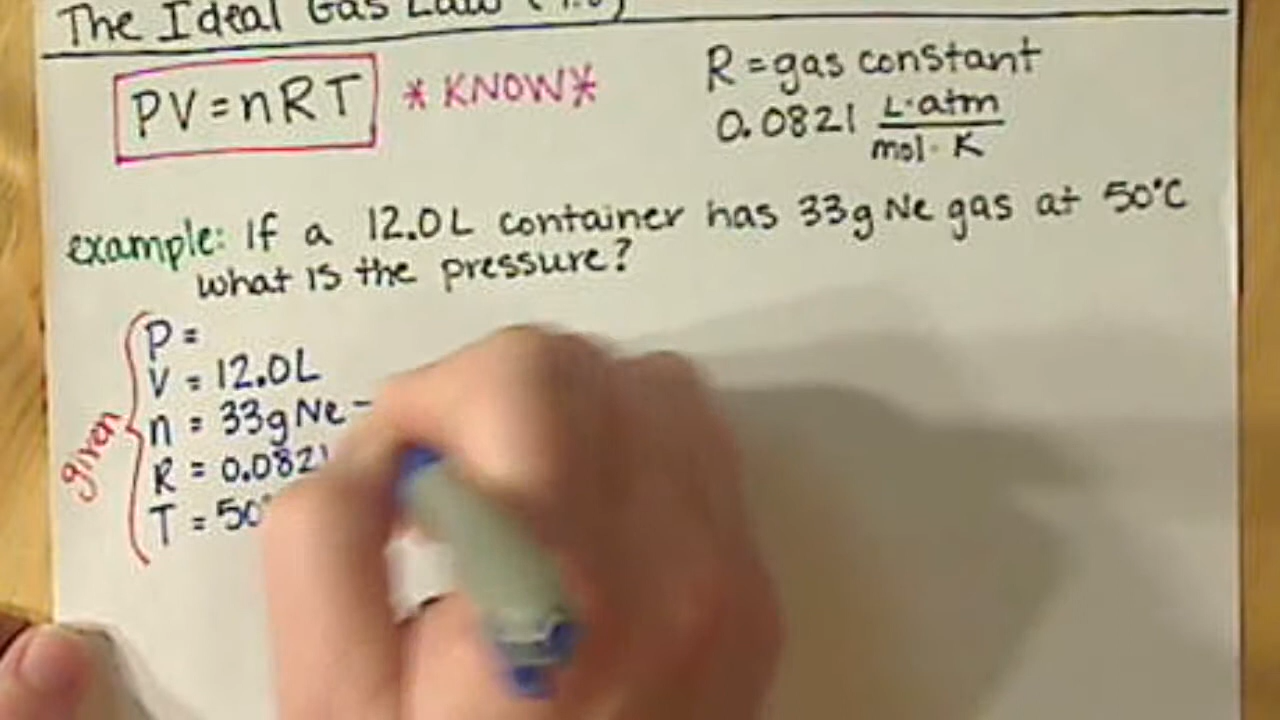 The Ideal Gas Law
PV=nRT *KNOW*
R=gas constant
0.0821 L·atm
mol·K
example: If a 12.0L container has 33g Ne gas at 50°C
what is the pressure?
given
P =
V = 12.0L
n = 33g Ne -
R = 0.0821
T = 50°